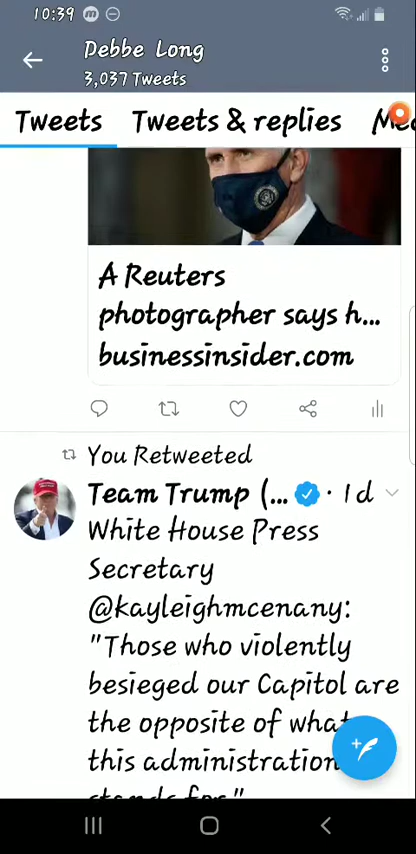 10:39
Debbe Long
3,037 Tweets
Tweets Tweets & replies
A Reuters
photographer says h...
businessinsider.com
You Retweeted
Team Trump (... · 1d
White House Press
Secretary
@kayleighmcenany:
"Those who violently
besieged our Capitol are
the opposite of what
this administration
stands for."